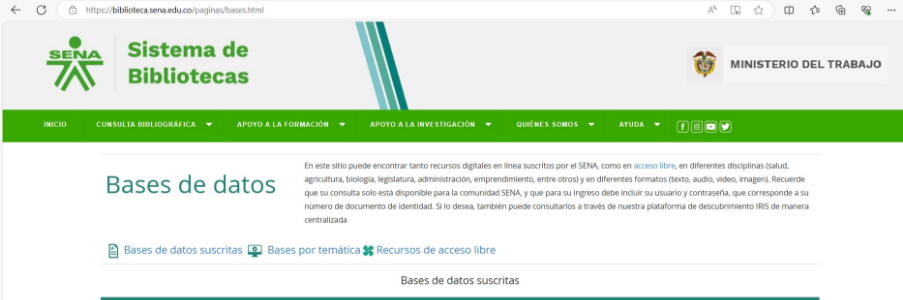 https://biblioteca.sena.edu.co/paginas/bases.html
SENA
Sistema de
Bibliotecas
MINISTERIO DEL TRABAJO
INICIO CONSULTA BIBLIOGRÁFICA APOYO A LA FORMACIÓN APOYO A LA INVESTIGACIÓN QUIÉNES SOMOS AYUDA
Bases de datos
En este sitio puede encontrar tanto recursos digitales en línea suscritos por el SENA, como en acceso libre, en diferentes disciplinas (salud,
agricultura, biología, legislatura, administración, emprendimiento, entre otros) y en diferentes formatos (texto, audio, video, imagen). Recuerde
que su consulta solo está disponible para la comunidad SENA, y que para su ingreso debe incluir su usuario y contraseña, que corresponde a su
número de documento de identidad. Si lo desea, también puede consultarlos a través de nuestra plataforma de descubrimiento IRIS de manera
centralizada
Bases de datos suscritas Bases por temática Recursos de acceso libre
Bases de datos suscritas